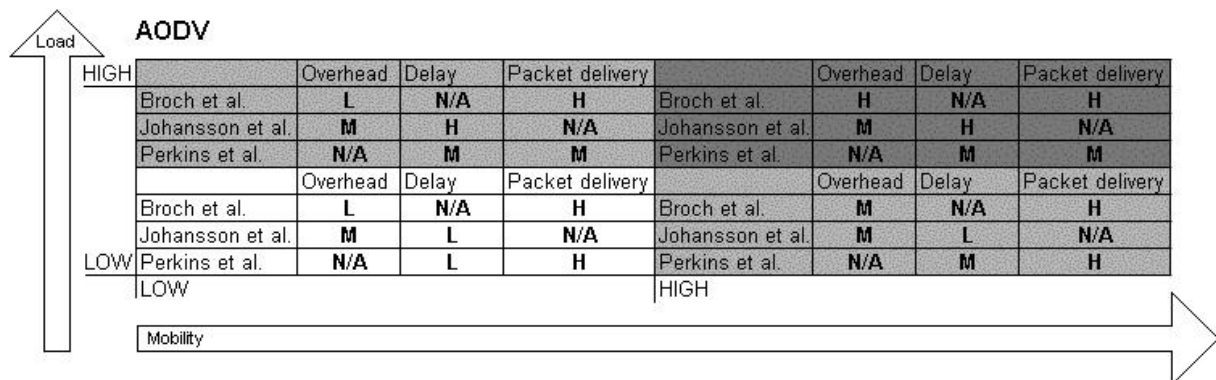 Load
AODV
HIGH Overhead Delay Packet delivery Overhead Delay Packet delivery
Broch et al. L N/A H Broch et al. H N/A H
Johansson et al. M H N/A Johansson et al. M H N/A
Perkins et al. N/A M M Perkins et al. N/A M M
Overhead Delay Packet delivery Overhead Delay Packet delivery
Broch et al. L N/A H Broch et al. M N/A H
Johansson et al. M L N/A Johansson et al. M L N/A
LOW Perkins et al. N/A L H Perkins et al. N/A M H
LOW HIGH
Mobility